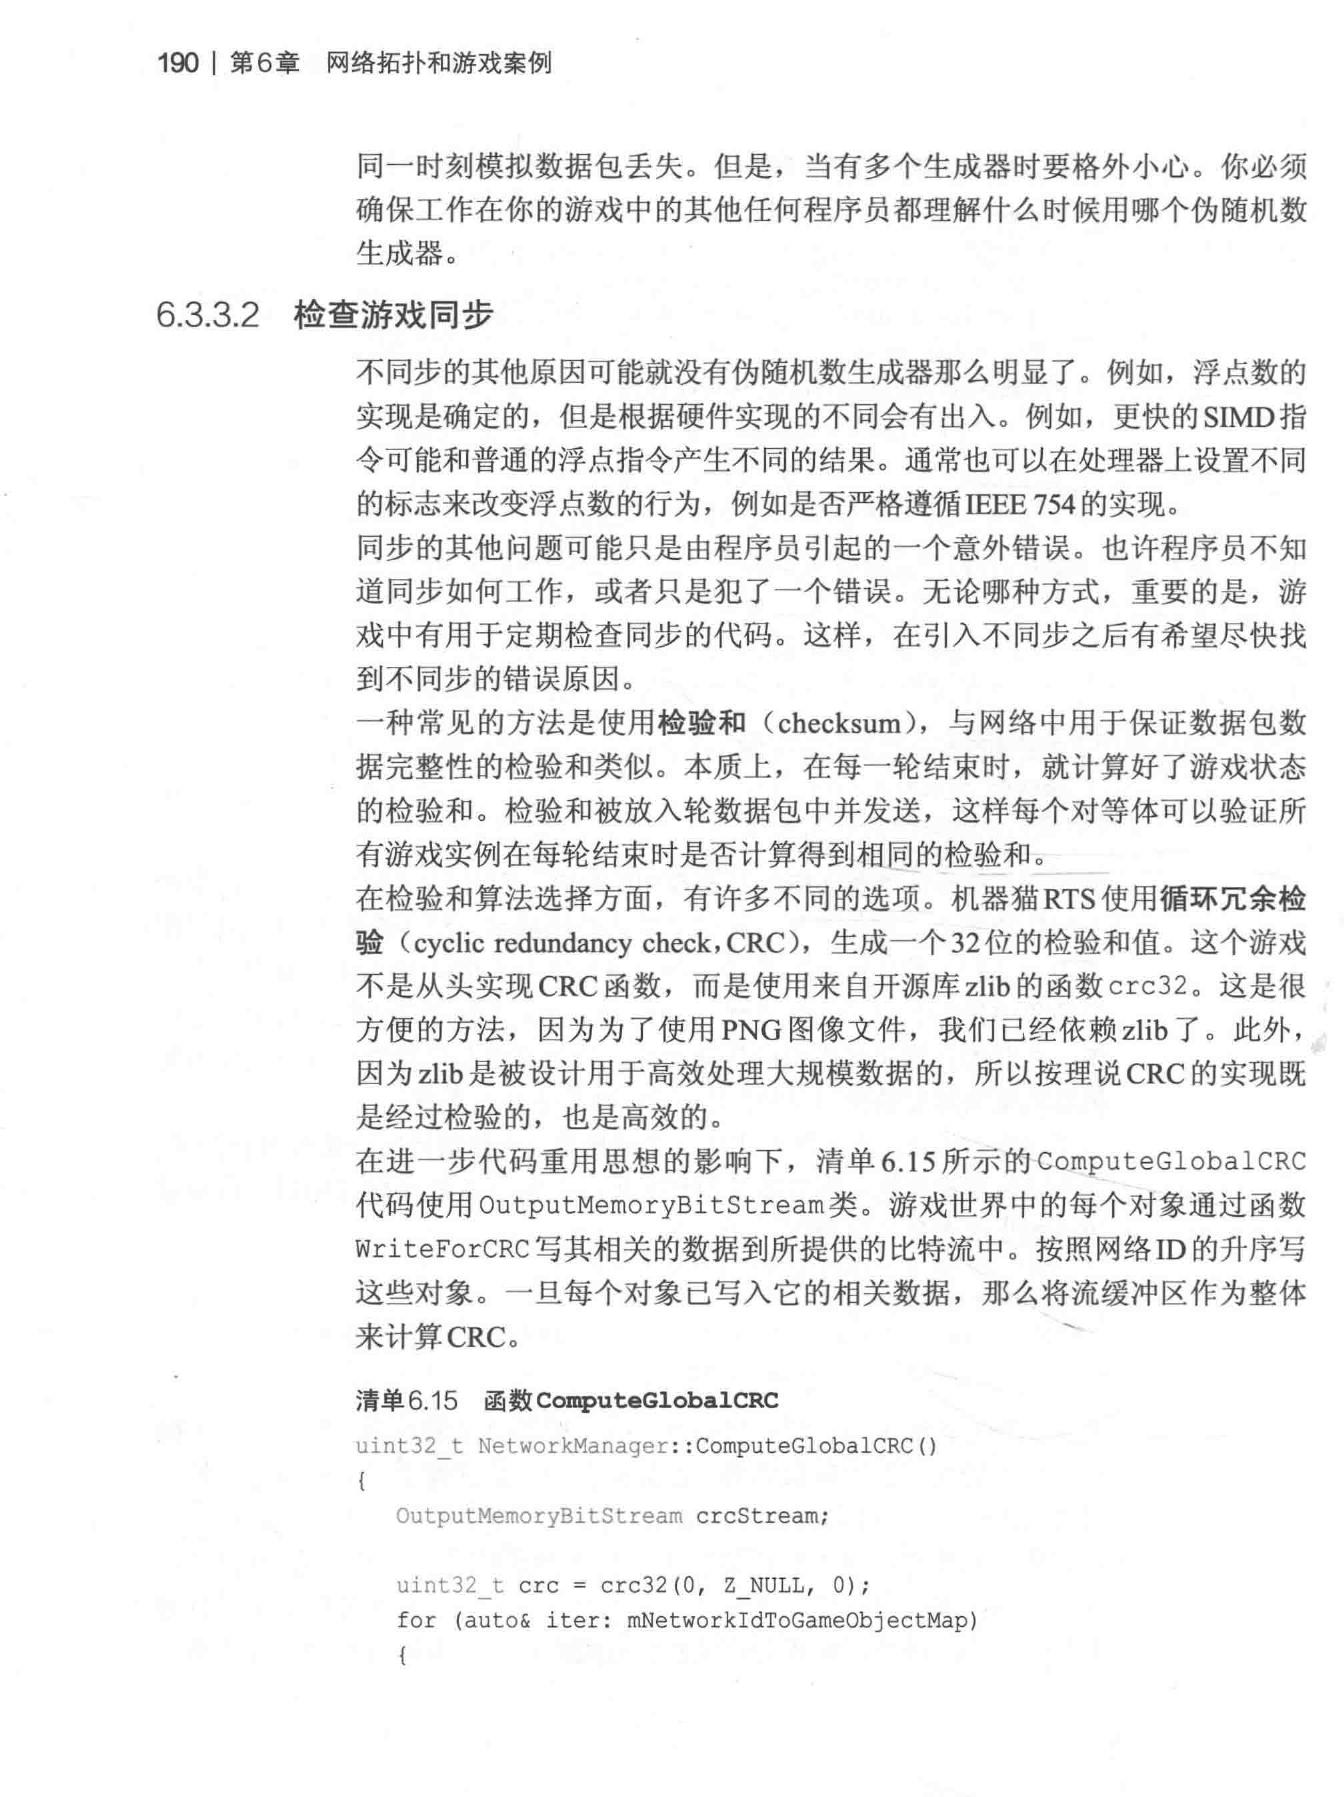 190 | 第6章 网络拓扑和游戏案例
同一时刻模拟数据包丢失。但是，当有多个生成器时要格外小心。你必须
确保工作在你的游戏中的其他任何程序员都理解什么时候用哪个伪随机数
生成器。
6.3.3.2 检查游戏同步
不同步的其他原因可能就没有伪随机数生成器那么明显了。例如，浮点数的
实现是确定的，但是根据硬件实现的不同会有出入。例如，更快的SIMD指
令可能和普通的浮点指令产生不同的结果。通常也可以在处理器上设置不同
的标志来改变浮点数的行为，例如是否严格遵循IEEE 754的实现。
同步的其他问题可能只是由程序员引起的一个意外错误。也许程序员不知
道同步如何工作，或者只是犯了一个错误。无论哪种方式，重要的是，游
戏中有用于定期检查同步的代码。这样，在引入不同步之后有希望尽快找
到不同步的错误原因。
一种常见的方法是使用检验和（checksum），与网络中用于保证数据包数
据完整性的检验和类似。本质上，在每一轮结束时，就计算好了游戏状态
的检验和。检验和被放入轮数据包中并发送，这样每个对等体可以验证所
有游戏实例在每轮结束时是否计算得到相同的检验和。
在检验和算法选择方面，有许多不同的选项。机器猫RTS使用循环冗余检
验（cyclic redundancy check，CRC），生成一个32位的检验和值。这个游戏
不是从头实现CRC函数，而是使用来自开源库zlib的函数crc32。这是很
方便的方法，因为为了使用PNG图像文件，我们已经依赖zlib了。此外，
因为zlib是被设计用于高效处理大规模数据的，所以按理说CRC的实现既
是经过检验的，也是高效的。
在进一步代码重用思想的影响下，清单6.15所示的ComputeGlobalCRC
代码使用OutputMemoryBitStream类。游戏世界中的每个对象通过函数
WriteForCRC写其相关的数据到所提供的比特流中。按照网络ID的升序写
这些对象。一旦每个对象已写入它的相关数据，那么将流缓冲区作为整体
来计算CRC。
清单6.15 函数ComputeGlobalCRC
uint32_t NetworkManager::ComputeGlobalCRC()
{
OutputMemoryBitStream crcStream;
uint32_t crc = crc32(0, Z_NULL, 0);
for (auto& iter: mNetworkIdToGameObjectMap)
{